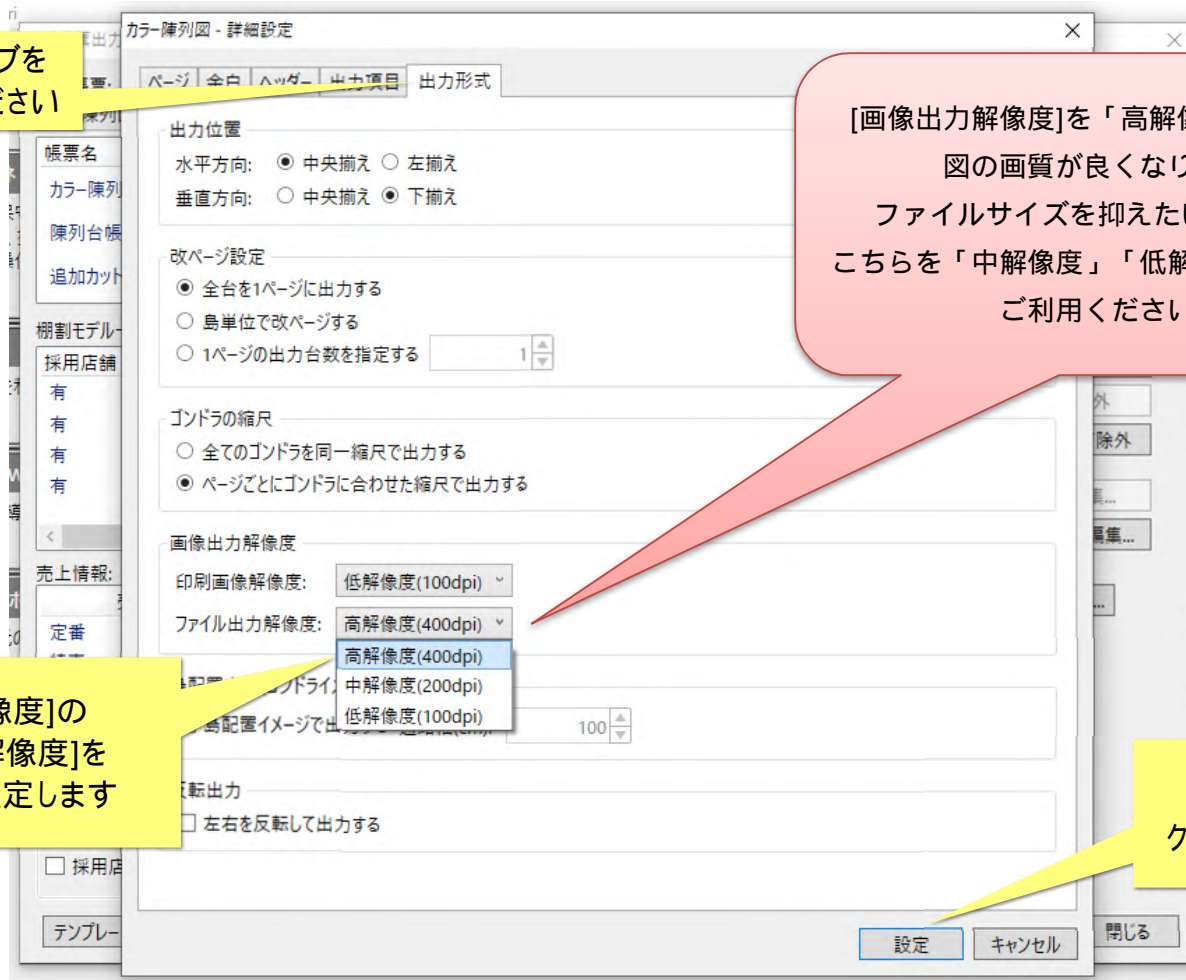 カラー陳列図 - 詳細設定
ブを
ださい
ページ 余白 ヘッダー 出力項目 出力形式
出力位置
水平方向: 中央揃え 左揃え
垂直方向: 中央揃え 下揃え
改ページ設定
全台を1ページに出力する
島単位で改ページする
1ページの出力台数を指定する 1
ゴンドラの縮尺
全てのゴンドラを同一縮尺で出力する
ページごとにゴンドラに合わせた縮尺で出力する
画像出力解像度
印刷画像解像度: 低解像度(100dpi)
ファイル出力解像度: 高解像度(400dpi)
高解像度(400dpi)
中解像度(200dpi)
低解像度(100dpi)
島配置イメージで出
100
反転出力
左右を反転して出力する
設定 キャンセル
[画像出力解像度]を「高解像
図の画質が良くなり
ファイルサイズを抑えたい
こちらを「中解像度」「低解
ご利用ください
像度]の
解像度]を
定します
ク
帳票名
カラー陳列
陳列台帳
追加カット
棚割モデル
採用店舗
有
有
有
有
売上情報:
定番
採用店
テンプレー
外
除外
編集...
閉じる